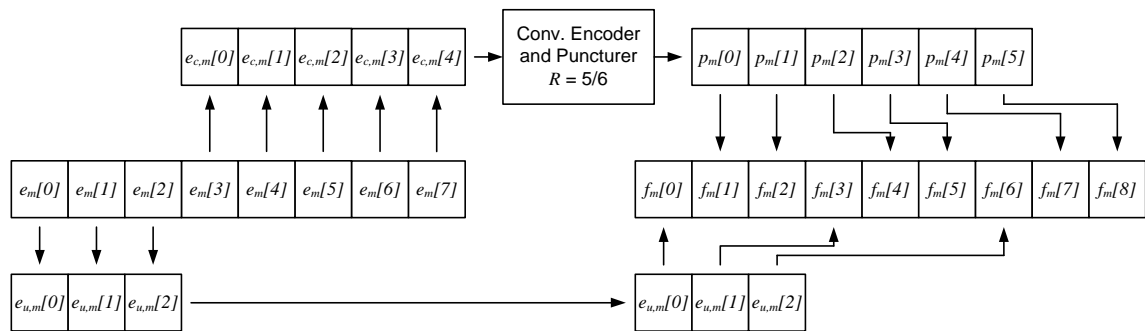 e_{c,m}[0] e_{c,m}[1] e_{c,m}[2] e_{c,m}[3] e_{c,m}[4]
Conv. Encoder
and Puncturer
R = 5/6
p_m[0] p_m[1] p_m[2] p_m[3] p_m[4] p_m[5]
e_m[0] e_m[1] e_m[2] e_m[3] e_m[4] e_m[5] e_m[6] e_m[7]
f_m[0] f_m[1] f_m[2] f_m[3] f_m[4] f_m[5] f_m[6] f_m[7] f_m[8]
e_{u,m}[0] e_{u,m}[1] e_{u,m}[2]
e_{u,m}[0] e_{u,m}[1] e_{u,m}[2]